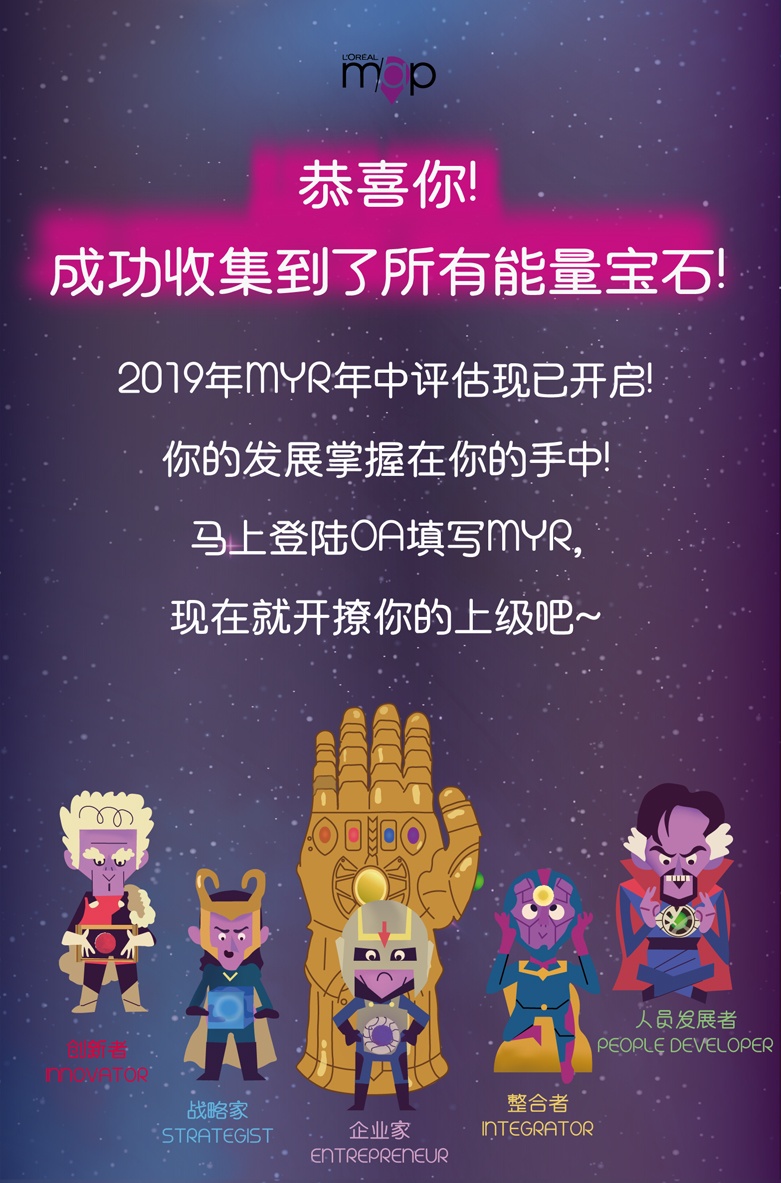 L'ORÉAL
map
恭喜你!
成功收集到了所有能量宝石!
2019年MYR年中评估现已开启!
你的发展掌握在你的手中!
马上登陆OA填写MYR,
现在就开撩你的上级吧~
人员发展者
PEOPLE DEVELOPER
创新者
INNOVATOR
战略家
STRATEGIST
整合者
INTEGRATOR
企业家
ENTREPRENEUR